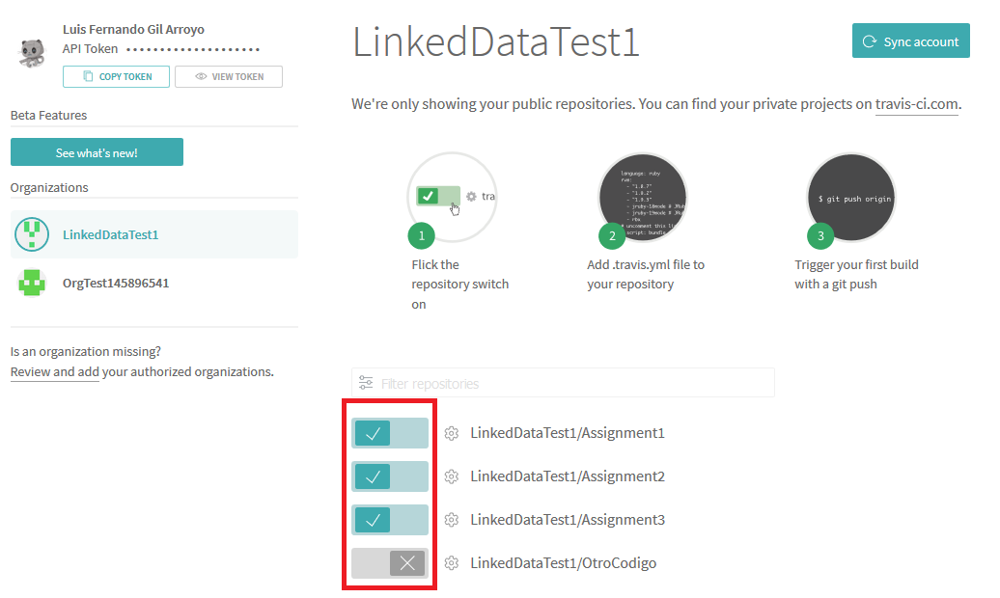 Luis Fernando Gil Arroyo
API Token ••••••••••••••••••••
COPY TOKEN
VIEW TOKEN
Beta Features
See what's new!
Organizations
LinkedDataTest1
OrgTest145896541
Is an organization missing?
Review and add your authorized organizations.
LinkedDataTest1
Sync account
We're only showing your public repositories. You can find your private projects on travis-ci.com.
tra
1
Flick the
repository switch
on
language: ruby
rvm:
- "1.8.7"
- "1.9.2"
- "1.9.3"
- jruby-18mode # JRub
- jruby-19mode # JRu
- rbx
# uncomment this li
script: bundle
2
Add .travis.yml file to
your repository
$ git push origin
3
Trigger your first build
with a git push
Filter repositories
LinkedDataTest1/Assignment1
LinkedDataTest1/Assignment2
LinkedDataTest1/Assignment3
LinkedDataTest1/OtroCodigo